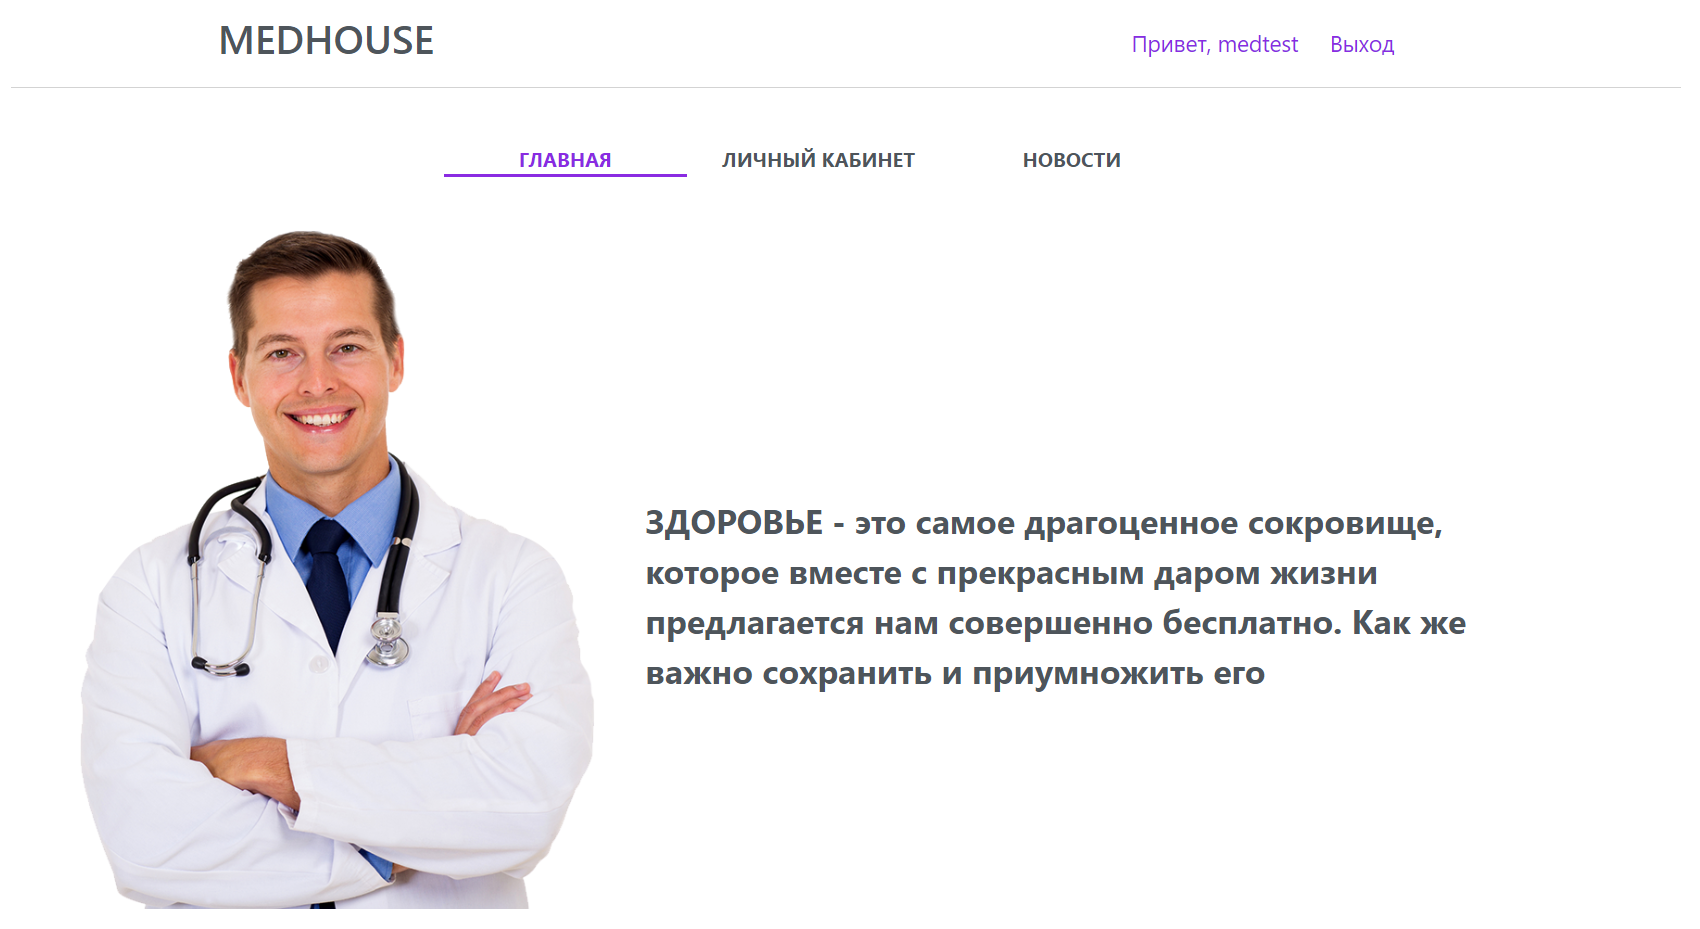 MEDHOUSE
Привет, medtest
Выход
ГЛАВНАЯ
ЛИЧНЫЙ КАБИНЕТ
НОВОСТИ
ЗДОРОВЬЕ - это самое драгоценное сокровище,
которое вместе с прекрасным даром жизни
предлагается нам совершенно бесплатно. Как же
важно сохранить и приумножить его